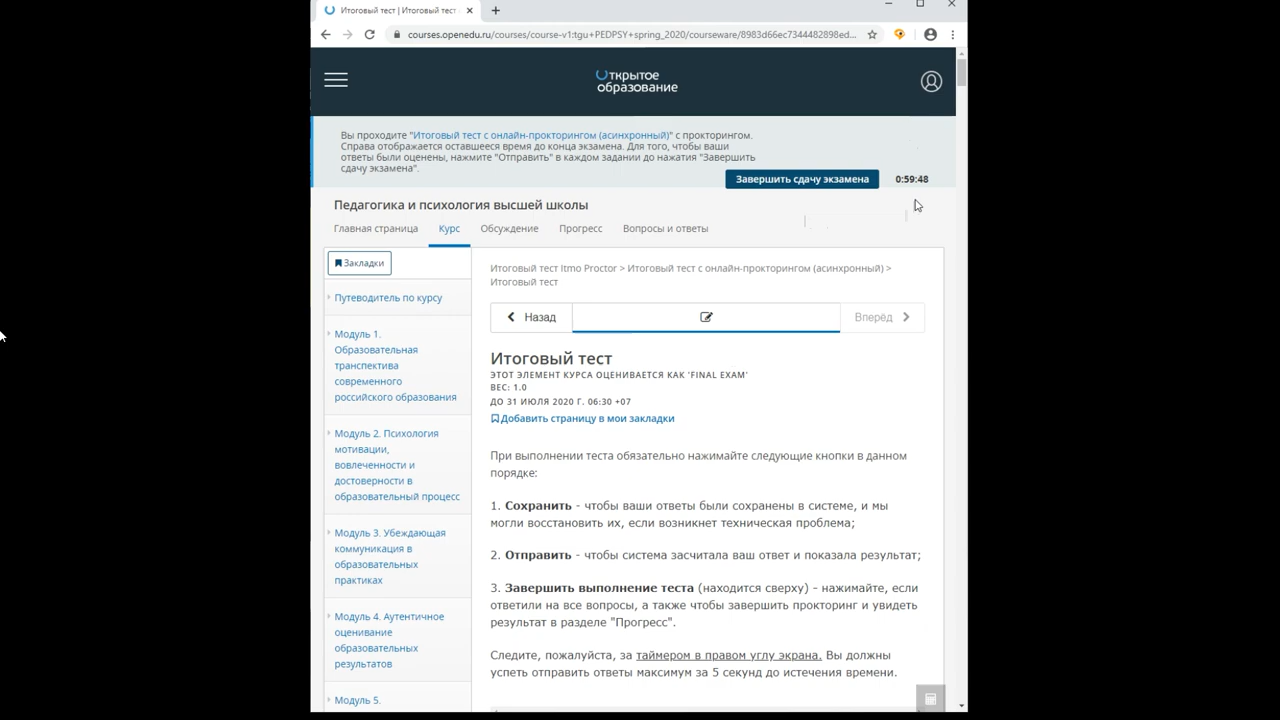 Итоговый тест | Итоговый тест
courses.openedu.ru/courses/course-v1:tgu+PEDPSY+spring_2020/courseware/8983d66ec7344482898ed...
Открытое
образование
Вы проходите "Итоговый тест с онлайн-прокторингом (асинхронный)" с прокторингом.
Справа отображается оставшееся время до конца экзамена. Для того, чтобы ваши
ответы были оценены, нажмите "Отправить" в каждом задании до нажатия "Завершить
сдачу экзамена".
Завершить сдачу экзамена
0:59:48
Педагогика и психология высшей школы
Главная страница Курс Обсуждение Прогресс Вопросы и ответы
Закладки
Путеводитель по курсу
Модуль 1.
Образовательная
транспектива
современного
российского образования
Модуль 2. Психология
мотивации,
вовлеченности и
достоверности в
образовательный процесс
Модуль 3. Убеждающая
коммуникация в
образовательных
практиках
Модуль 4. Аутентичное
оценивание
образовательных
результатов
Модуль 5.
Итоговый тест Itmo Proctor > Итоговый тест с онлайн-прокторингом (асинхронный) >
Итоговый тест
Назад
Вперёд
Итоговый тест
ЭТОТ ЭЛЕМЕНТ КУРСА ОЦЕНИВАЕТСЯ КАК 'FINAL EXAM'
ВЕС: 1.0
ДО 31 ИЮЛЯ 2020 Г. 06:30 +07
Добавить страницу в мои закладки
При выполнении теста обязательно нажимайте следующие кнопки в данном
порядке:
1. Сохранить - чтобы ваши ответы были сохранены в системе, и мы
могли восстановить их, если возникнет техническая проблема;
2. Отправить - чтобы система засчитала ваш ответ и показала результат;
3. Завершить выполнение теста (находится сверху) - нажимайте, если
ответили на все вопросы, а также чтобы завершить прокторинг и увидеть
результат в разделе "Прогресс".
Следите, пожалуйста, за таймером в правом углу экрана. Вы должны
успеть отправить ответы максимум за 5 секунд до истечения времени.